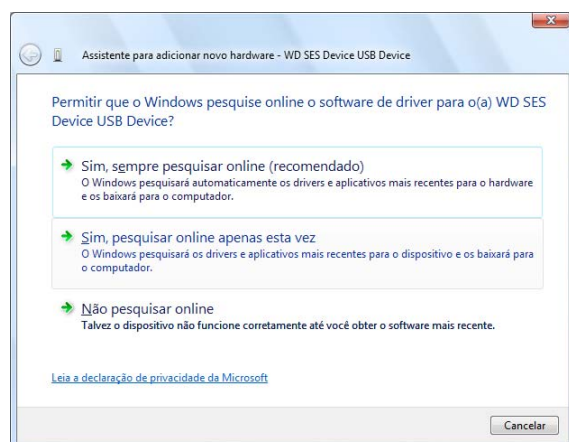 Assistente para adicionar novo hardware - WD SES Device USB Device
Permitir que o Windows pesquise online o software de driver para o(a) WD SES
Device USB Device?
Sim, sempre pesquisar online (recomendado)
O Windows pesquisará automaticamente os drivers e aplicativos mais recentes para o hardware
e os baixará para o computador.
Sim, pesquisar online apenas esta vez
O Windows pesquisará os drivers e aplicativos mais recentes para o dispositivo e os baixará para
o computador.
Não pesquisar online
Talvez o dispositivo não funcione corretamente até você obter o software mais recente.
Leia a declaração de privacidade da Microsoft
Cancelar